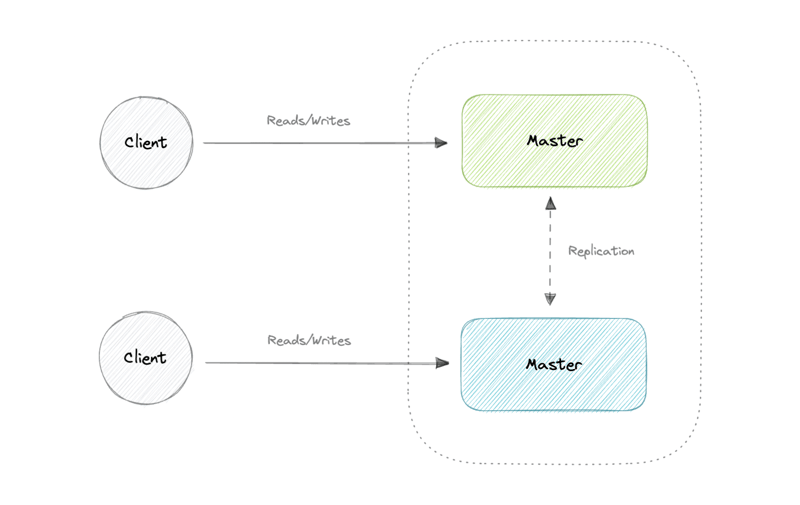 Client
Reads/Writes
Master
Replication
Client
Reads/Writes
Master